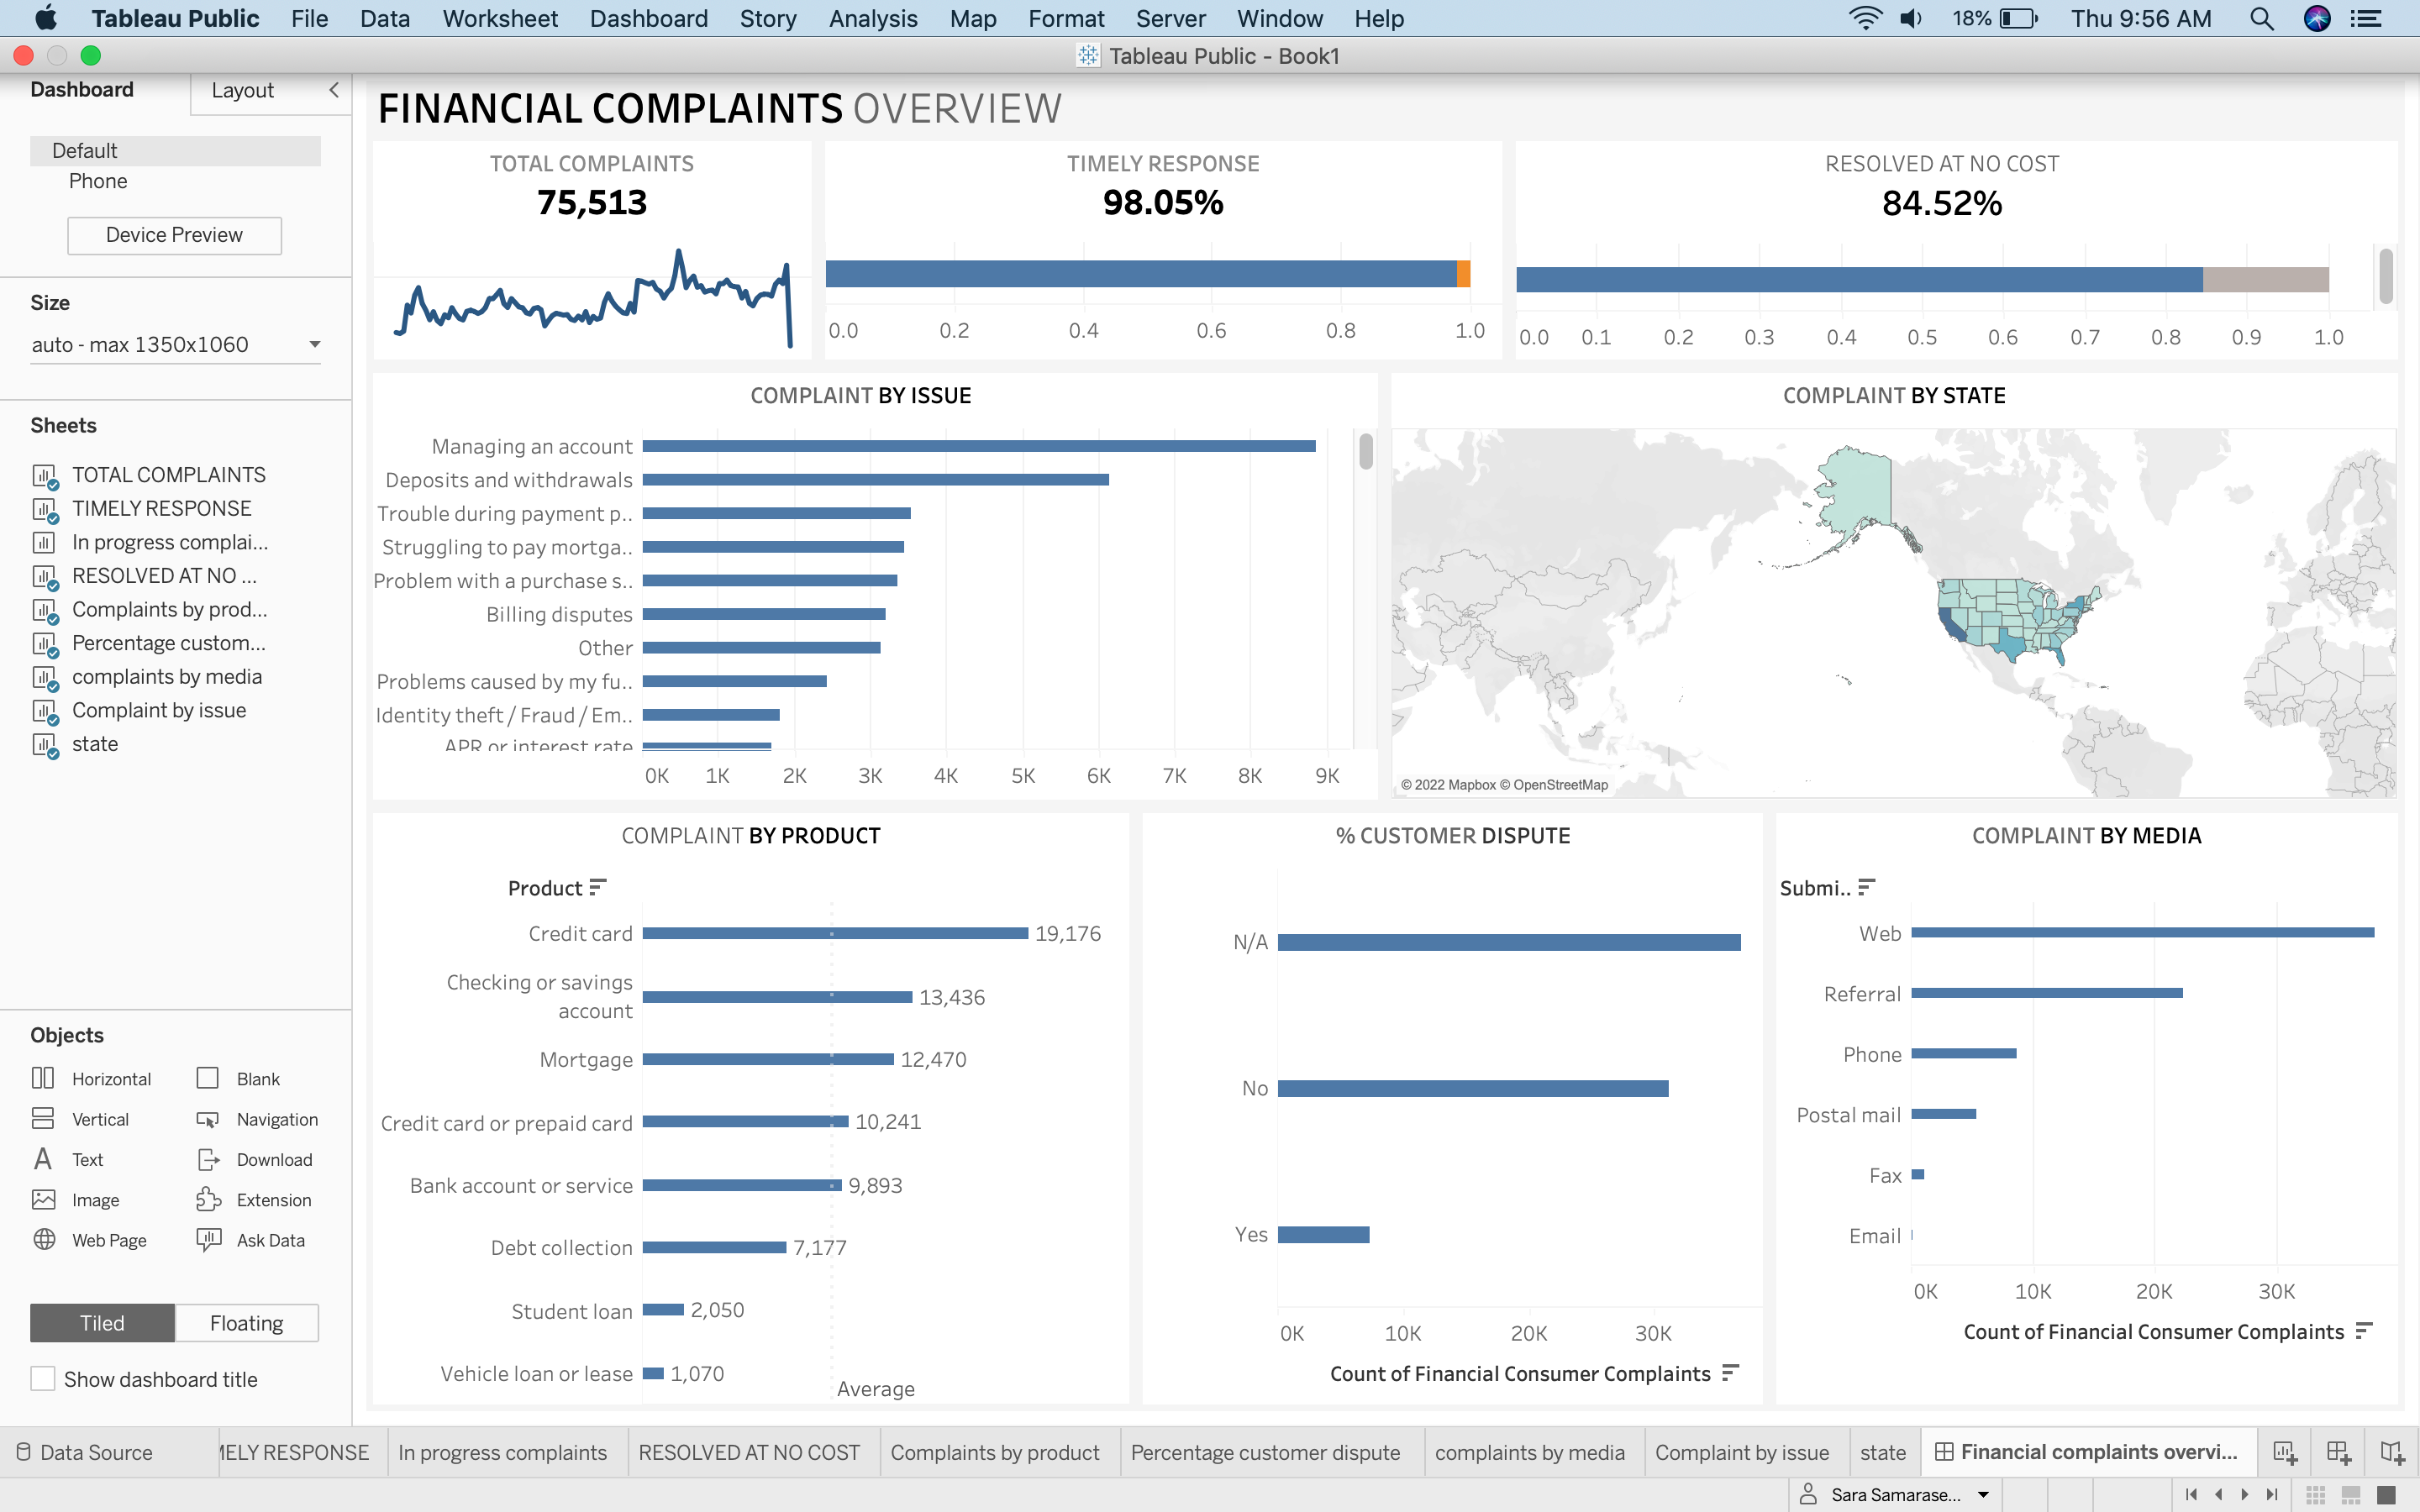 Tableau Public File Data Worksheet Dashboard Story Analysis Map Format Server Window Help 18% Thu 9:56 AM
Tableau Public - Book1
Dashboard Layout
Default
Phone
Device Preview
Size
auto - max 1350x1060
Sheets
TOTAL COMPLAINTS
TIMELY RESPONSE
In progress complai...
RESOLVED AT NO ...
Complaints by prod...
Percentage custom...
complaints by media
Complaint by issue
state
Objects
Horizontal Blank
Vertical Navigation
Text Download
Image Extension
Web Page Ask Data
Tiled Floating
Show dashboard title
FINANCIAL COMPLAINTS OVERVIEW
TOTAL COMPLAINTS
75,513
TIMELY RESPONSE
98.05%
0.0 0.2 0.4 0.6 0.8 1.0
RESOLVED AT NO COST
84.52%
0.0 0.1 0.2 0.3 0.4 0.5 0.6 0.7 0.8 0.9 1.0
COMPLAINT BY ISSUE
Managing an account
Deposits and withdrawals
Trouble during payment p..
Struggling to pay mortga..
Problem with a purchase s..
Billing disputes
Other
Problems caused by my fu..
Identity theft / Fraud / Em..
APR or interest rate
0K 1K 2K 3K 4K 5K 6K 7K 8K 9K
COMPLAINT BY STATE
© 2022 Mapbox © OpenStreetMap
COMPLAINT BY PRODUCT
Product
Credit card 19,176
Checking or savings
account 13,436
Mortgage 12,470
Credit card or prepaid card 10,241
Bank account or service 9,893
Debt collection 7,177
Student loan 2,050
Vehicle loan or lease 1,070
Average
% CUSTOMER DISPUTE
N/A
No
Yes
0K 10K 20K 30K
Count of Financial Consumer Complaints
COMPLAINT BY MEDIA
Submi..
Web
Referral
Phone
Postal mail
Fax
Email
0K 10K 20K 30K
Count of Financial Consumer Complaints
Data Source MELY RESPONSE In progress complaints RESOLVED AT NO COST Complaints by product Percentage customer dispute complaints by media Complaint by issue state Financial complaints overvi...
Sara Samarase...